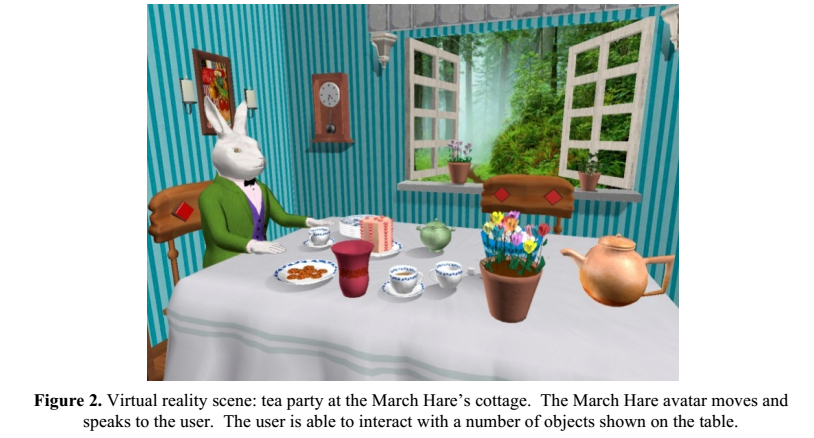 Figure 2. Virtual reality scene: tea party at the March Hare's cottage. The March Hare avatar moves and
speaks to the user. The user is able to interact with a number of objects shown on the table.